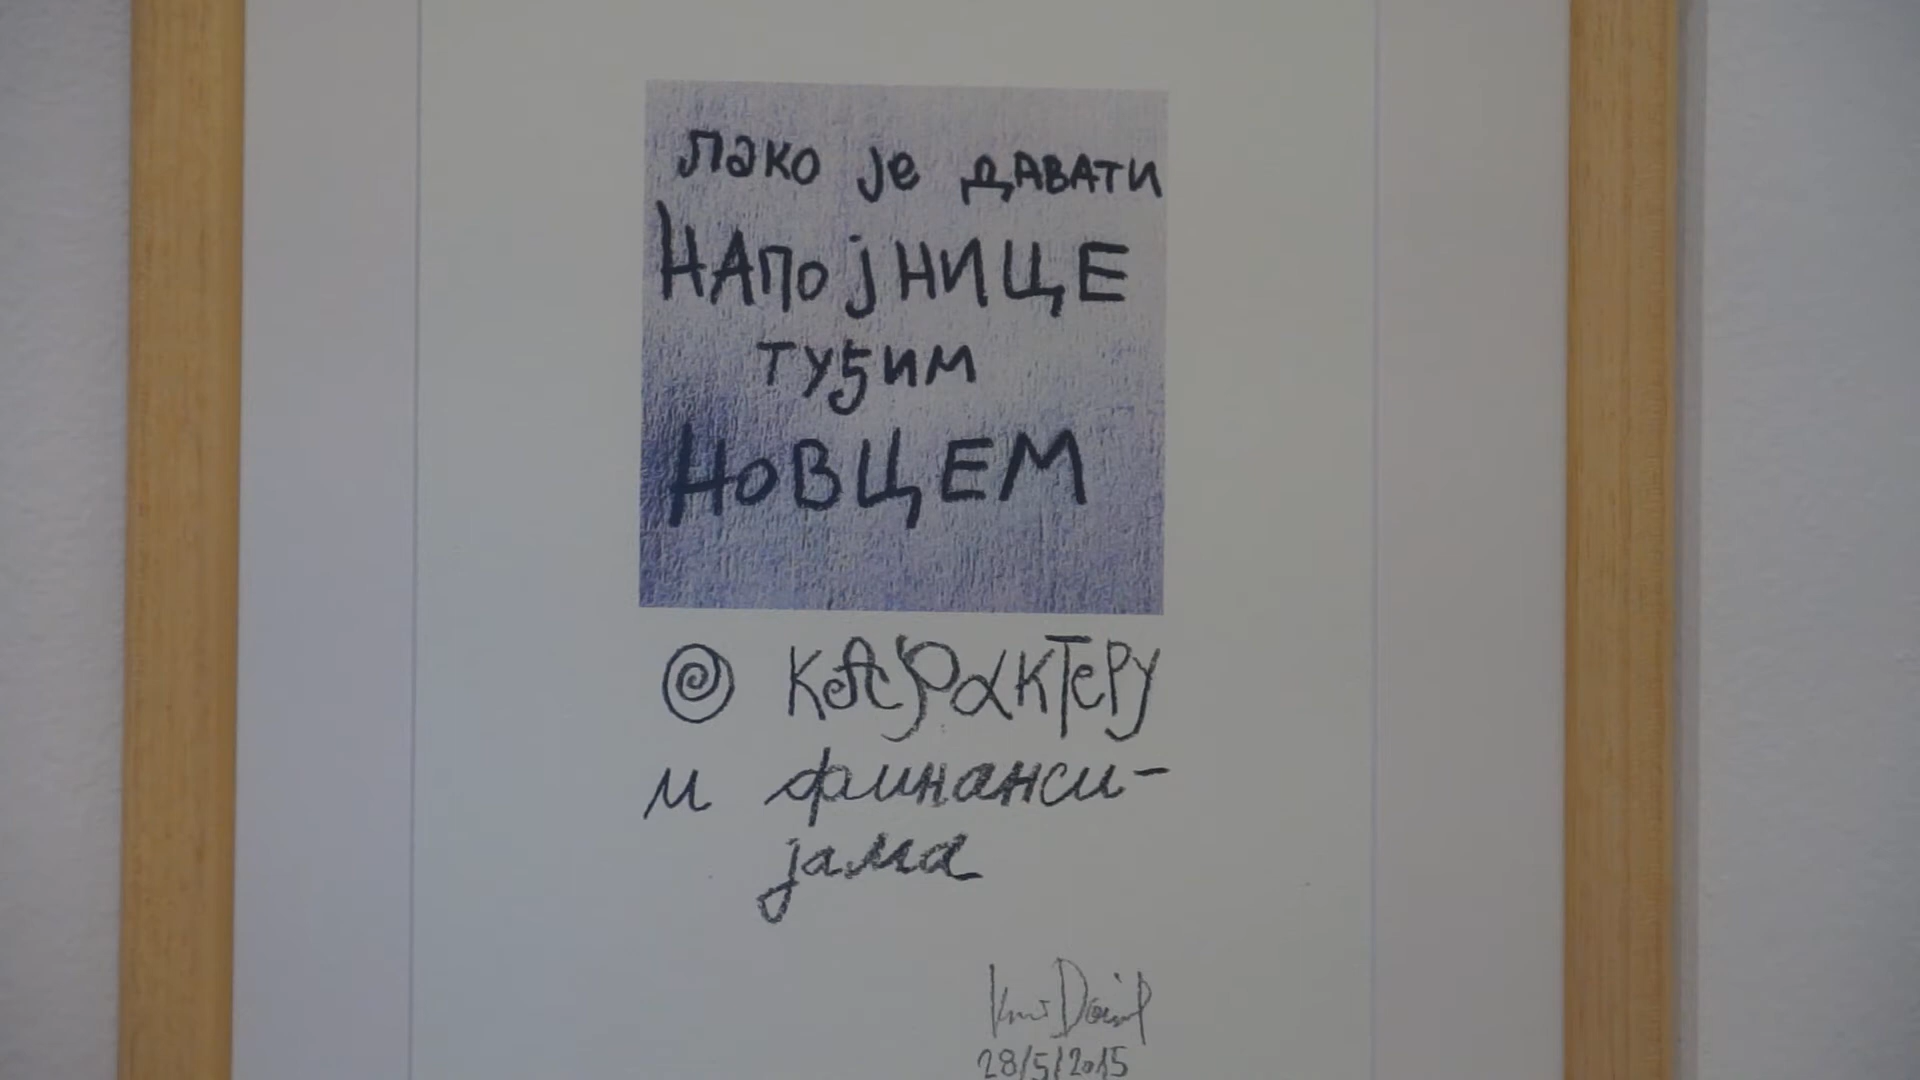 лако је ДАВАТИ
НАПОЈНИЦЕ
ТУЂИМ
НОВЦЕМ
О КАРАКТЕРУ
и финанси-
јама
28/5/2015